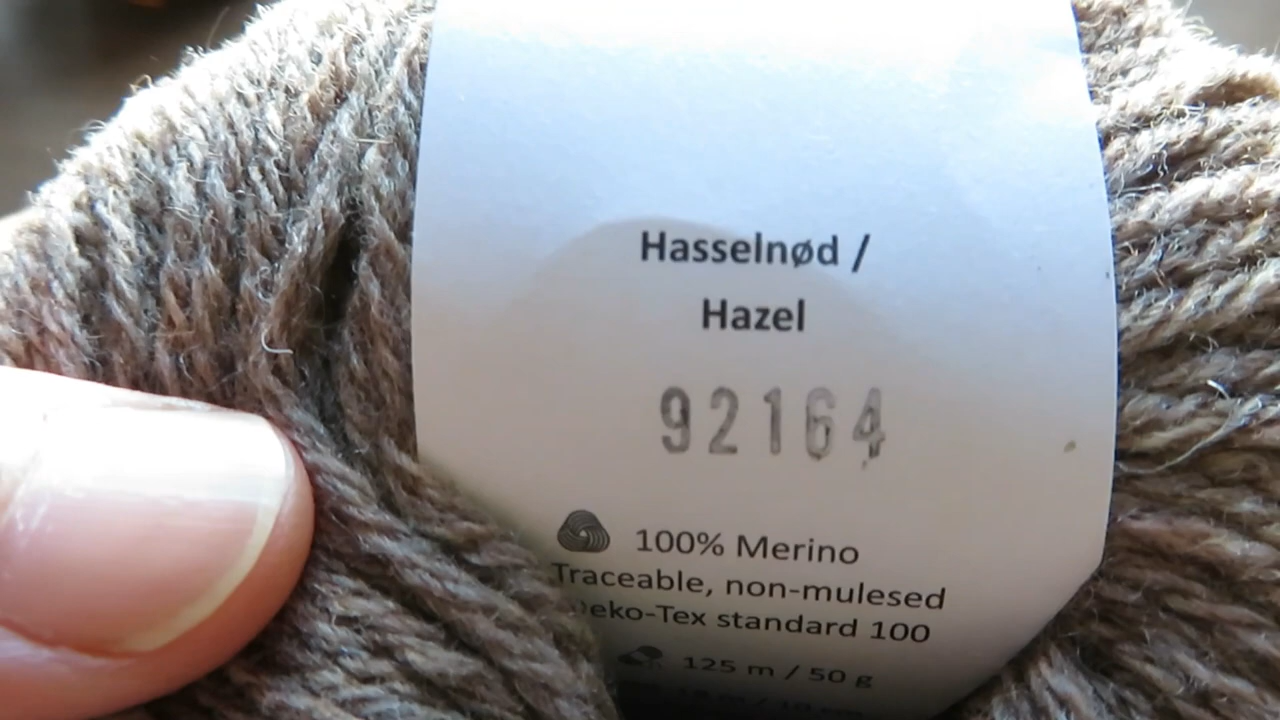 Hasselnød /
Hazel
92164
100% Merino
Traceable, non-mulesed
Oeko-Tex standard 100
125 m / 50 g